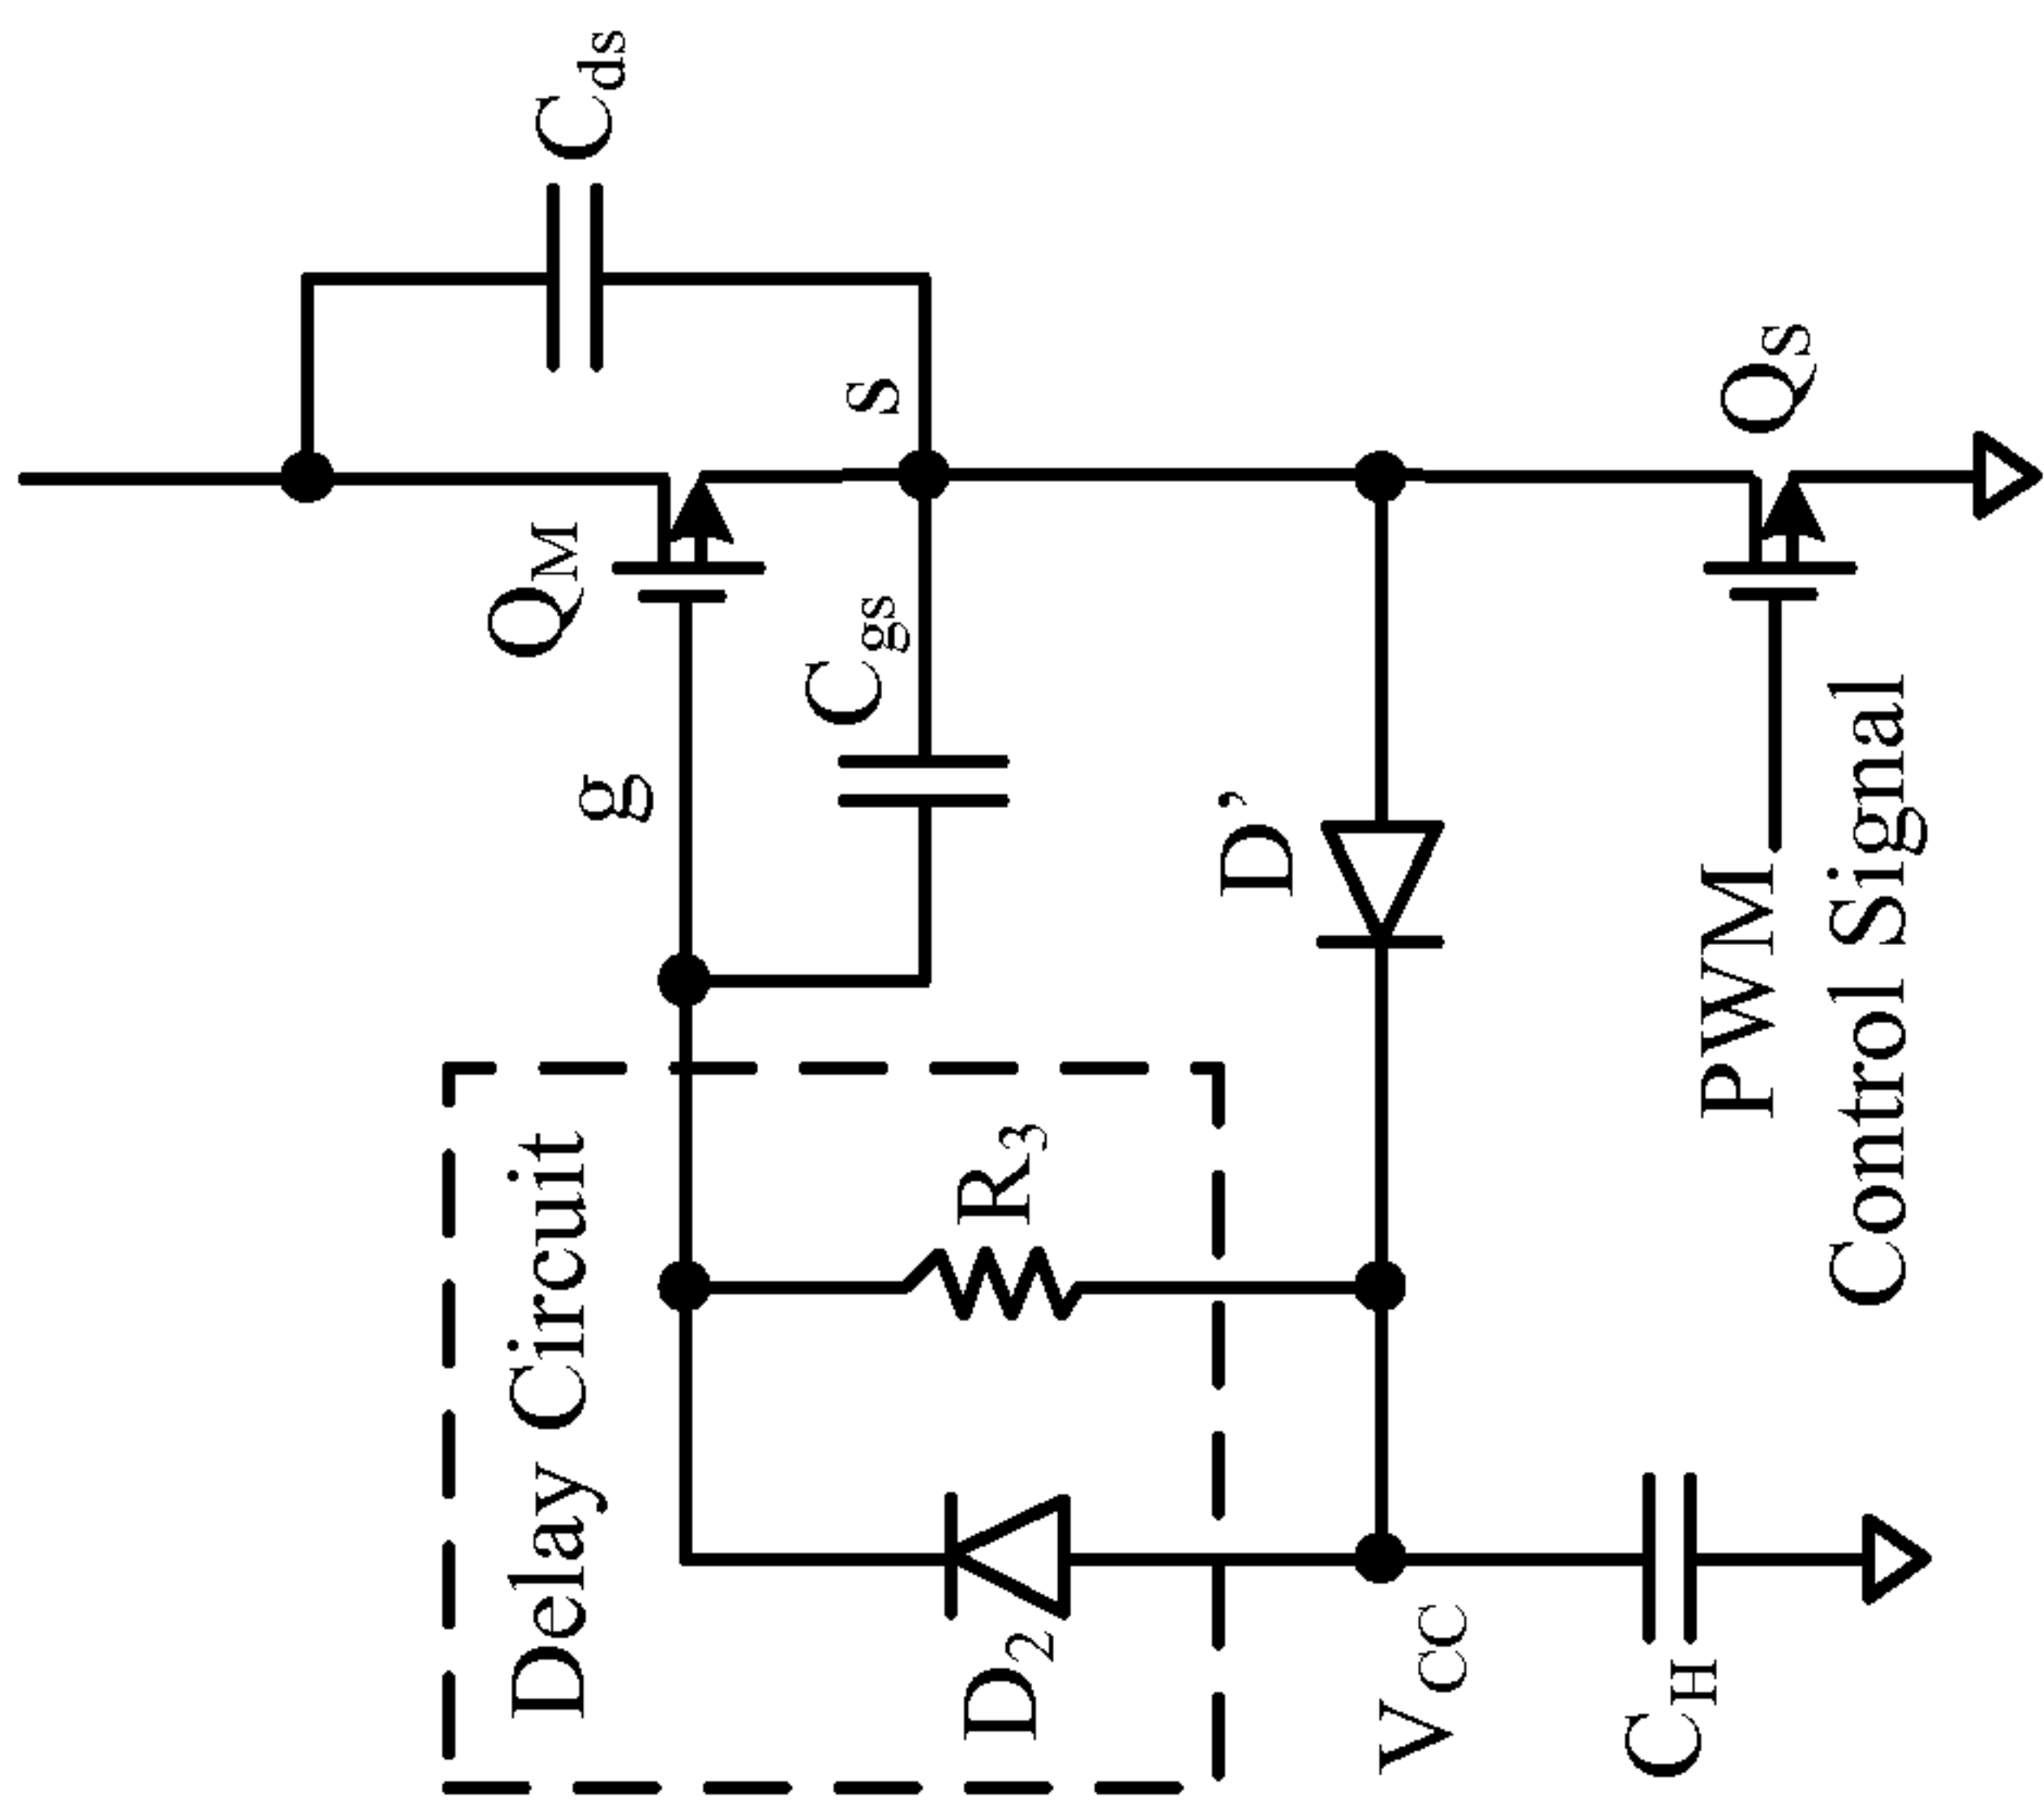 Delay Circuit
D2
R3
VCC
CH
D’
g
Cgs
QM
s
Cds
QS
PWM
Control Signal